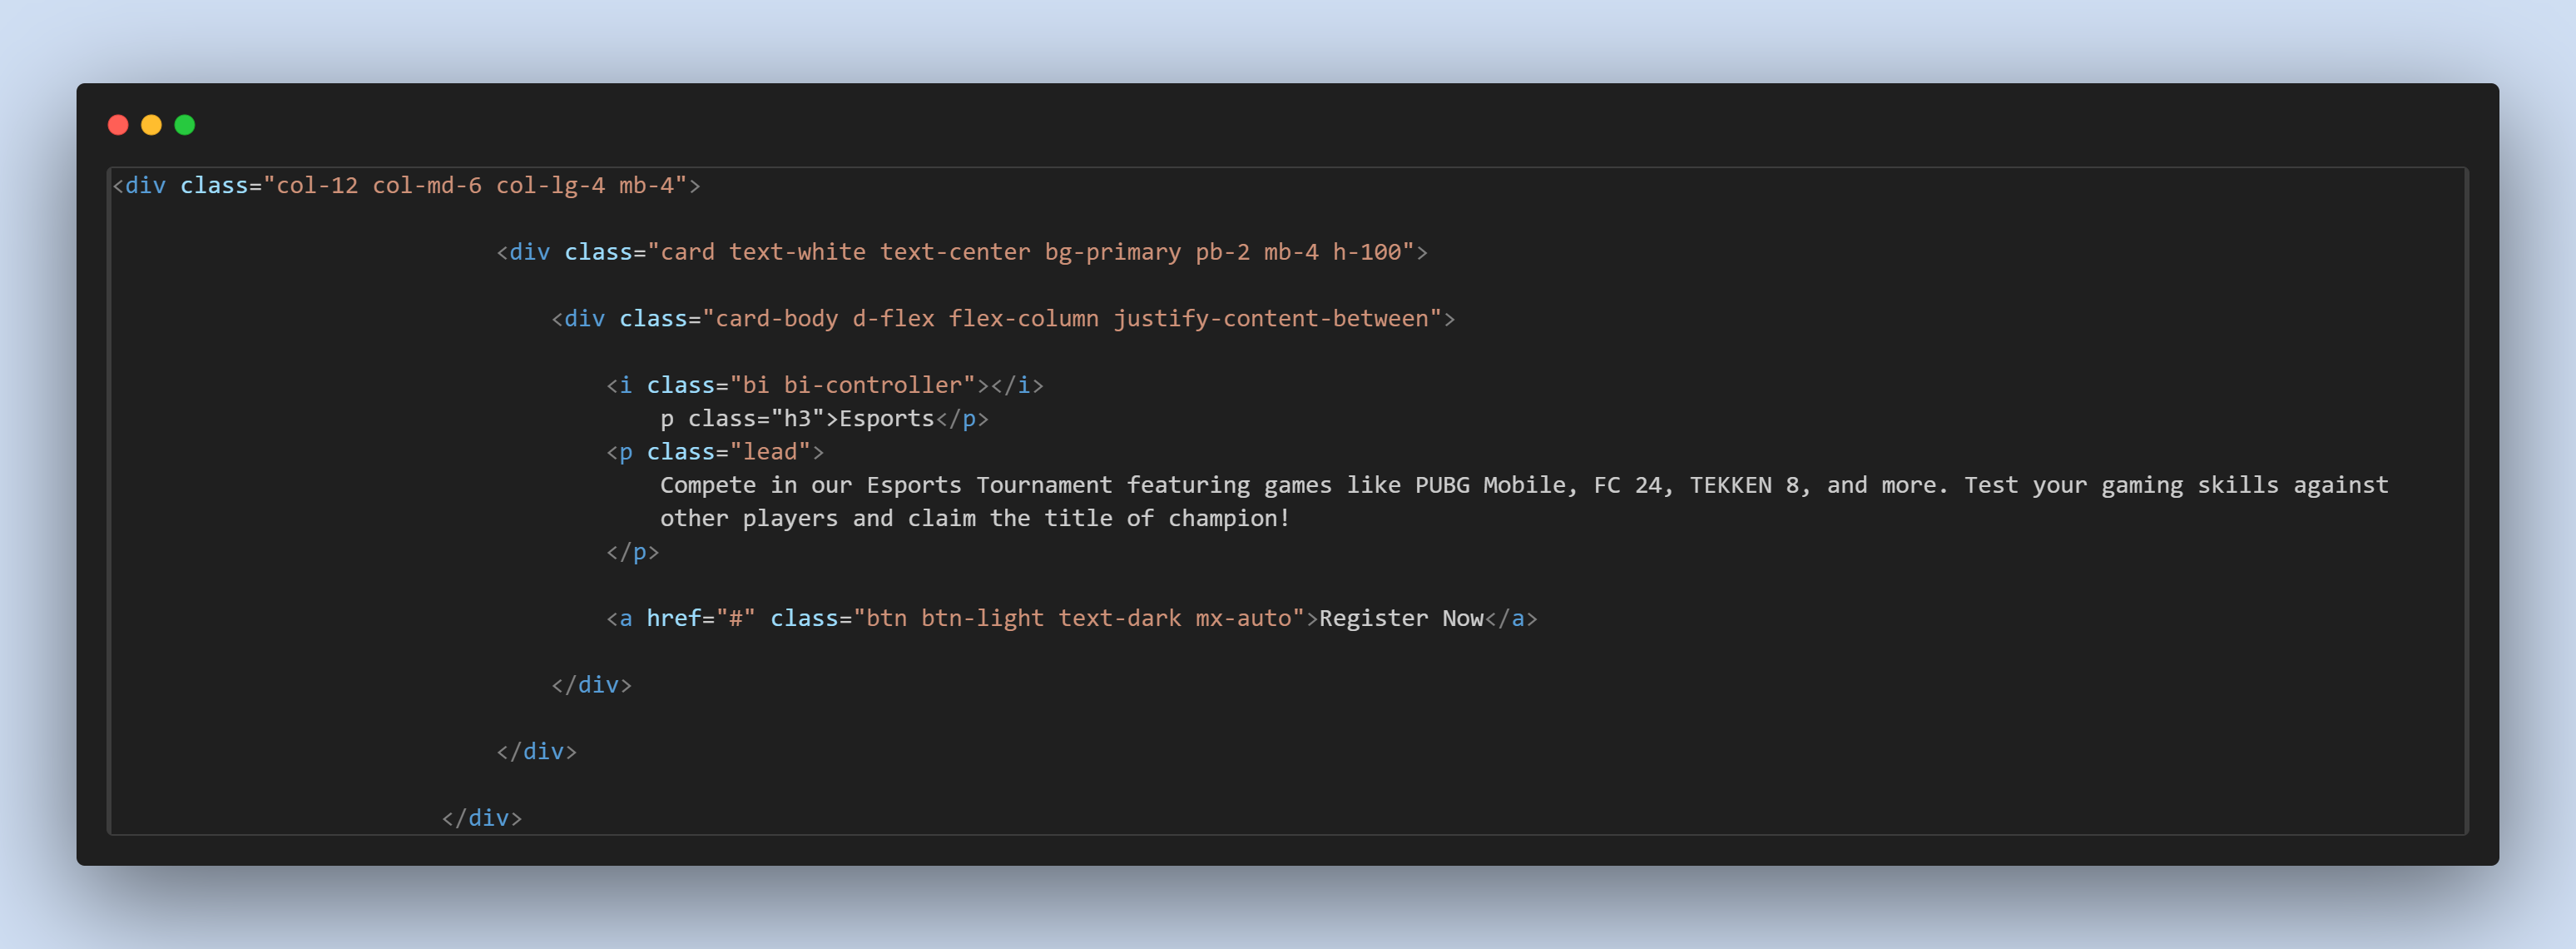 <div class="col-12 col-md-6 col-lg-4 mb-4">
<div class="card text-white text-center bg-primary pb-2 mb-4 h-100">
<div class="card-body d-flex flex-column justify-content-between">
<i class="bi bi-controller"></i>
p class="h3">Esports</p>
<p class="lead">
Compete in our Esports Tournament featuring games like PUBG Mobile, FC 24, TEKKEN 8, and more. Test your gaming skills against
other players and claim the title of champion!
</p>
<a href="#" class="btn btn-light text-dark mx-auto">Register Now</a>
</div>
</div>
</div>